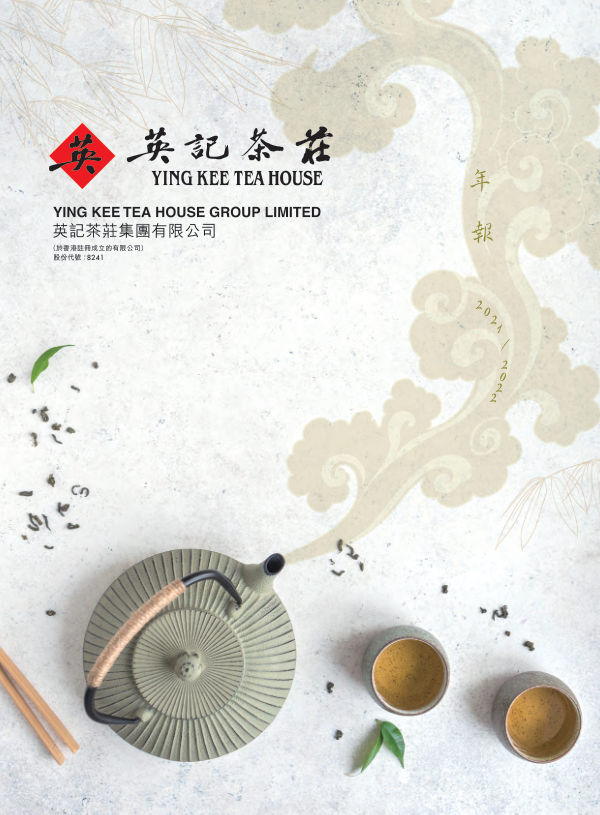 英
英記茶莊
YING KEE TEA HOUSE
YING KEE TEA HOUSE GROUP LIMITED
英記茶莊集團有限公司
(於香港註冊成立的有限公司)
股份代號 : 8241
年報
2021/2022